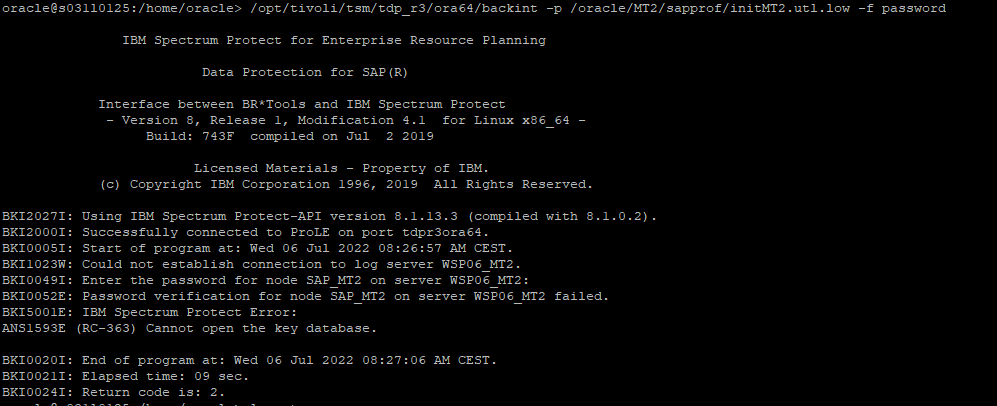 oracle@s03110125:/home/oracle> /opt/tivoli/tsm/tdp_r3/ora64/backint -p /oracle/MT2/sapprof/initMT2.utl.low -f password
IBM Spectrum Protect for Enterprise Resource Planning
Data Protection for SAP(R)
Interface between BR*Tools and IBM Spectrum Protect
- Version 8, Release 1, Modification 4.1 for Linux x86_64 -
Build: 743F compiled on Jul 2 2019
Licensed Materials - Property of IBM.
(c) Copyright IBM Corporation 1996, 2019 All Rights Reserved.
BKI2027I: Using IBM Spectrum Protect-API version 8.1.13.3 (compiled with 8.1.0.2).
BKI2000I: Successfully connected to ProLE on port tdpr3ora64.
BKI0005I: Start of program at: Wed 06 Jul 2022 08:26:57 AM CEST.
BKI1023W: Could not establish connection to log server WSP06_MT2.
BKI0049I: Enter the password for node SAP_MT2 on server WSP06_MT2:
BKI0052E: Password verification for node SAP_MT2 on server WSP06_MT2 failed.
BKI5001E: IBM Spectrum Protect Error:
ANS1593E (RC-363) Cannot open the key database.
BKI0020I: End of program at: Wed 06 Jul 2022 08:27:06 AM CEST.
BKI0021I: Elapsed time: 09 sec.
BKI0024I: Return code is: 2.